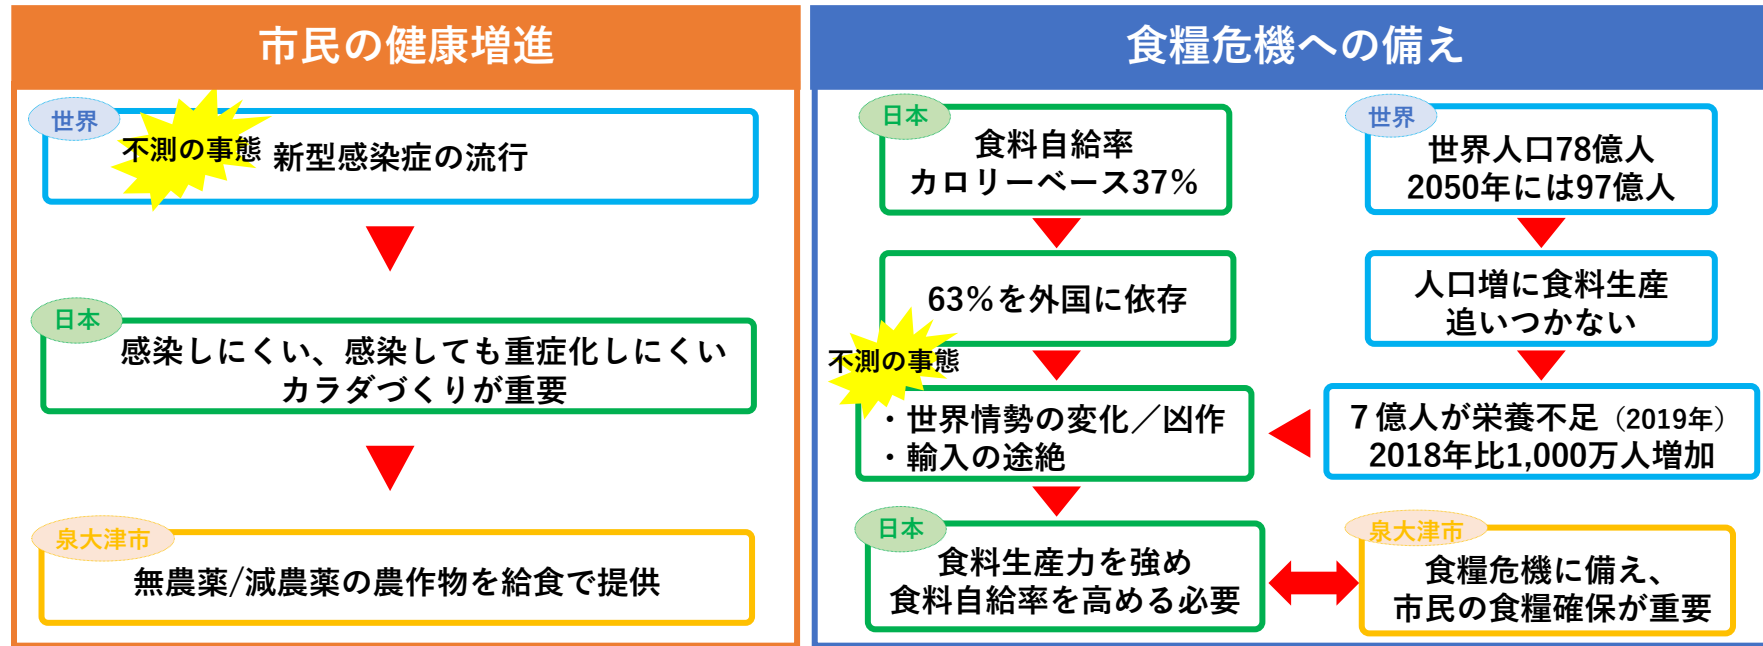 市民の健康増進
世界
不測の事態
新型感染症の流行
日本
感染しにくい、感染しても重症化しにくい
カラダづくりが重要
泉大津市
無農薬/減農薬の農作物を給食で提供
食糧危機への備え
日本
食料自給率
カロリーベース37%
63%を外国に依存
不測の事態
・世界情勢の変化／凶作
・輸入の途絶
日本
食料生産力を強め
食料自給率を高める必要
世界
世界人口78億人
2050年には97億人
人口増に食料生産
追いつかない
７億人が栄養不足（2019年）
2018年比1,000万人増加
泉大津市
食糧危機に備え、
市民の食糧確保が重要